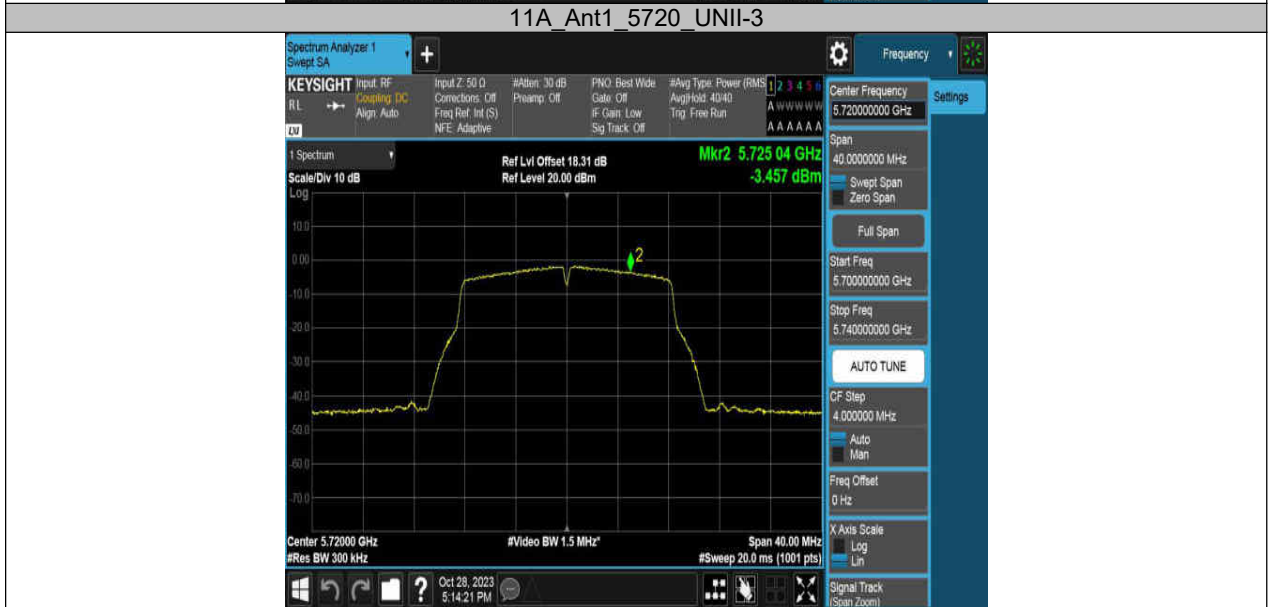 11A_Ant1_5720_UNII-3
Spectrum Analyzer 1
Swept SA
+
Frequency
KEYSIGHT
RL
LXI
Input: RF
Coupling: DC
Align: Auto
Input Z: 50 Ω
Corrections: Off
Freq Ref: Int (S)
NFE: Adaptive
#Atten: 30 dB
Preamp: Off
PNO: Best Wide
Gate: Off
IF Gain: Low
Sig Track: Off
#Avg Type: Power (RMS
Avg|Hold: 40/40
Trig: Free Run
1 2 3 4 5 6
A W W W W W
A A A A A A
Center Frequency
5.720000000 GHz
Settings
Span
40.0000000 MHz
Swept Span
Zero Span
Full Span
Start Freq
5.700000000 GHz
Stop Freq
5.740000000 GHz
AUTO TUNE
CF Step
4.000000 MHz
Auto
Man
Freq Offset
0 Hz
X Axis Scale
Log
Lin
Signal Track
(Span Zoom)
1 Spectrum
Scale/Div 10 dB
Ref Lvl Offset 18.31 dB
Ref Level 20.00 dBm
Mkr2 5.725 04 GHz
-3.457 dBm
Log
10.0
0.00
-10.0
-20.0
-30.0
-40.0
-50.0
-60.0
-70.0
2
Center 5.72000 GHz
#Res BW 300 kHz
#Video BW 1.5 MHz*
Span 40.00 MHz
#Sweep 20.0 ms (1001 pts)
?
Oct 28, 2023
5:14:21 PM